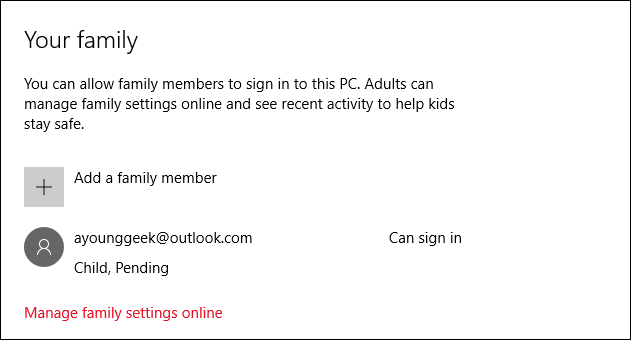 Your family
You can allow family members to sign in to this PC. Adults can
manage family settings online and see recent activity to help kids
stay safe.
Add a family member
ayounggeek@outlook.com Can sign in
Child, Pending
Manage family settings online